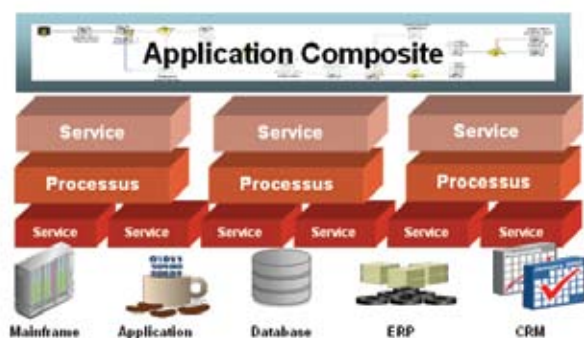 Application Composite
Service Service Service
Processus Processus Processus
Service Service Service Service Service Service
Mainframe Application Database ERP CRM